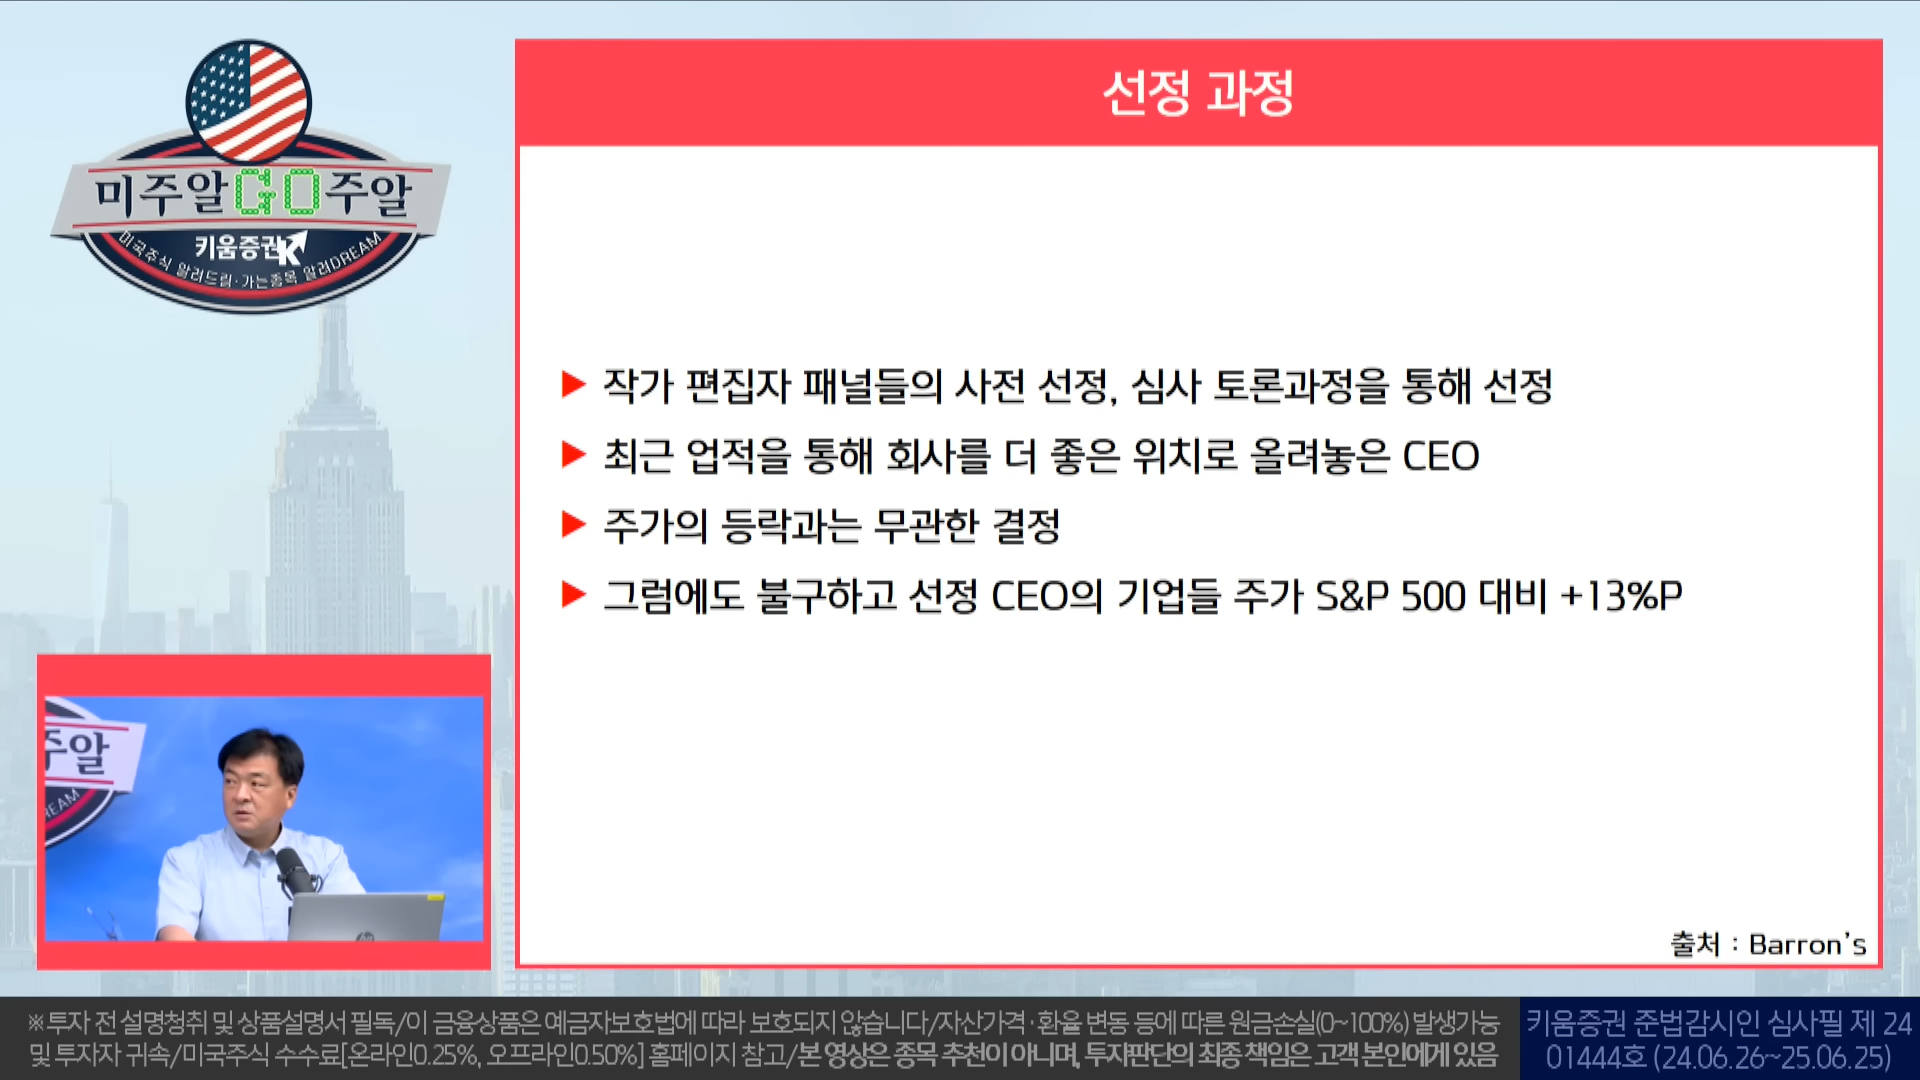 미주알GO주알
키움증권
미국주식 알려드림·가는종목 알려DREAM
선정 과정
▶ 작가 편집자 패널들의 사전 선정, 심사 토론과정을 통해 선정
▶ 최근 업적을 통해 회사를 더 좋은 위치로 올려놓은 CEO
▶ 주가의 등락과는 무관한 결정
▶ 그럼에도 불구하고 선정 CEO의 기업들 주가 S&P 500 대비 +13%P
출처 : Barron's
주알
REAM
hp
※투자 전 설명청취 및 상품설명서 필독/이 금융상품은 예금자보호법에 따라 보호되지 않습니다/자산가격·환율 변동 등에 따른 원금손실(0~100%) 발생가능
및 투자자 귀속/미국주식 수수료[온라인0.25%, 오프라인0.50%] 홈페이지 참고/본 영상은 종목 추천이 아니며, 투자판단의 최종 책임은 고객 본인에게 있음
키움증권 준법감시인 심사필 제 24
01444호 (24.06.26~25.06.25)